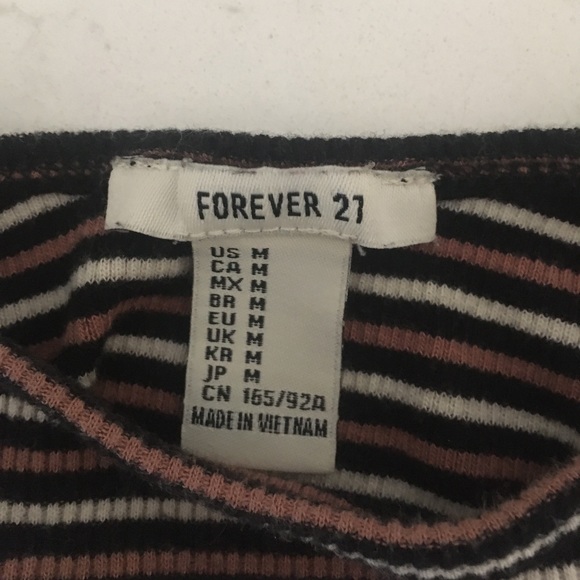 FOREVER 21
US M
CA M
MX M
BR M
EU M
UK M
KR M
JP M
CN 165/92A
MADE IN VIETNAM